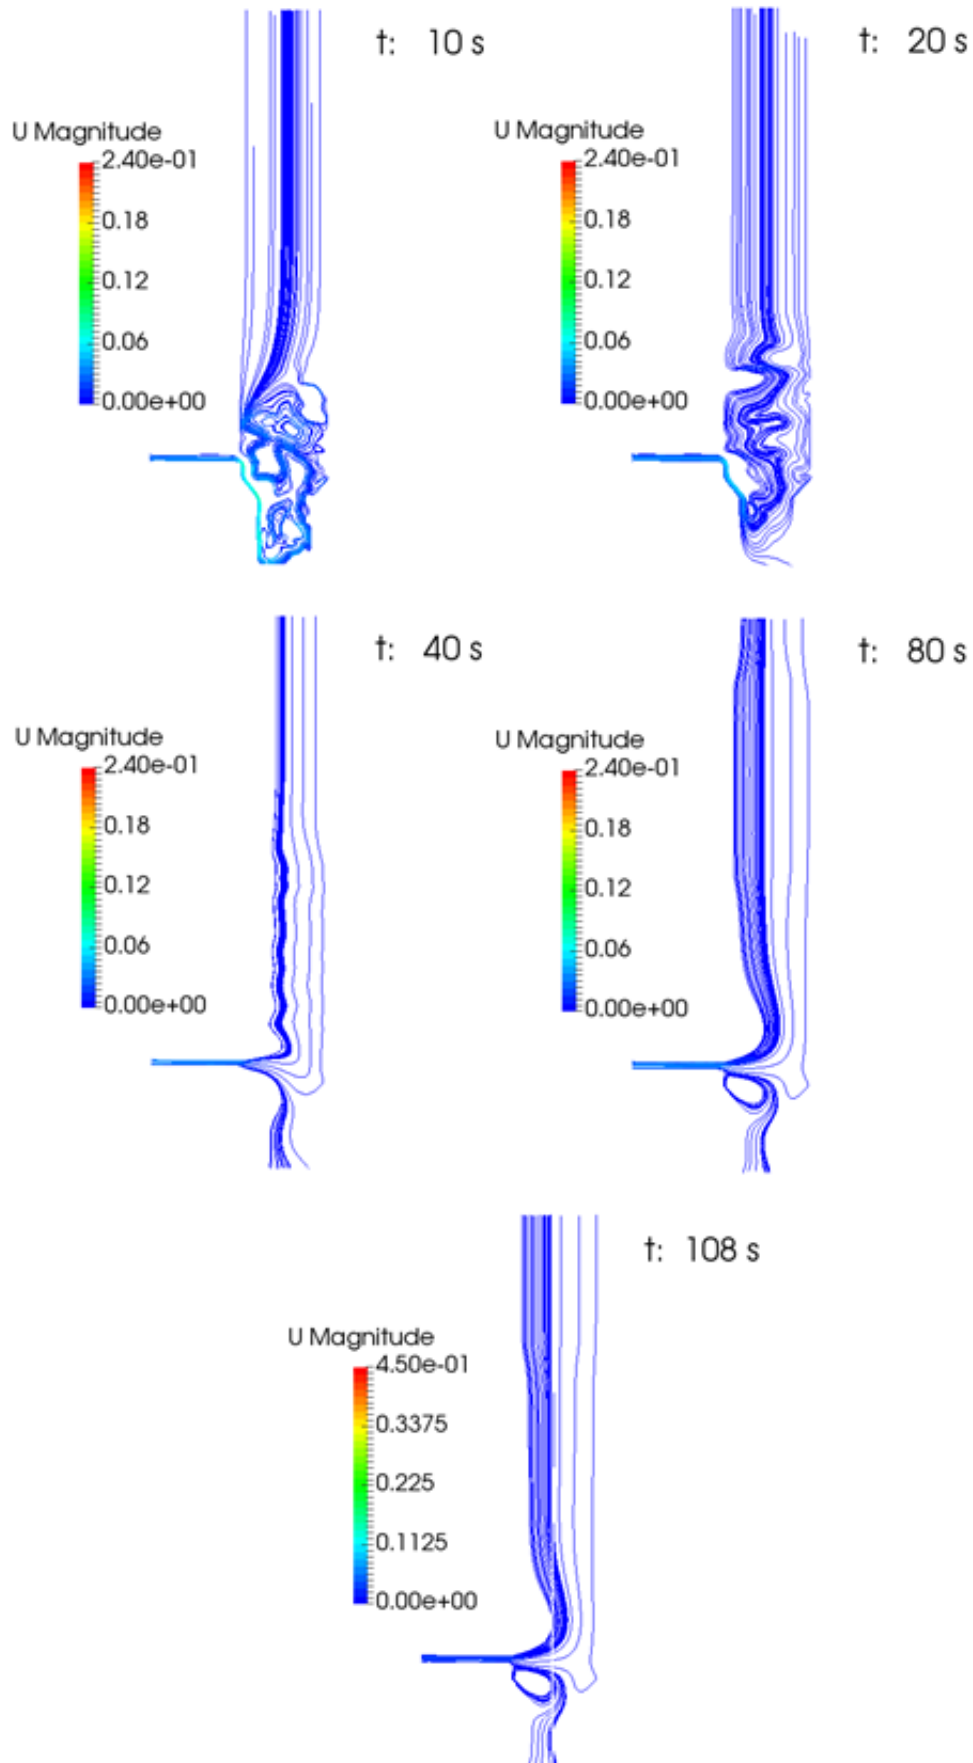 t: 10 s
U Magnitude
2.40e-01
0.18
0.12
0.06
0.00e+00
t: 20 s
U Magnitude
2.40e-01
0.18
0.12
0.06
0.00e+00
t: 40 s
U Magnitude
2.40e-01
0.18
0.12
0.06
0.00e+00
t: 80 s
U Magnitude
2.40e-01
0.18
0.12
0.06
0.00e+00
t: 108 s
U Magnitude
4.50e-01
0.3375
0.225
0.1125
0.00e+00